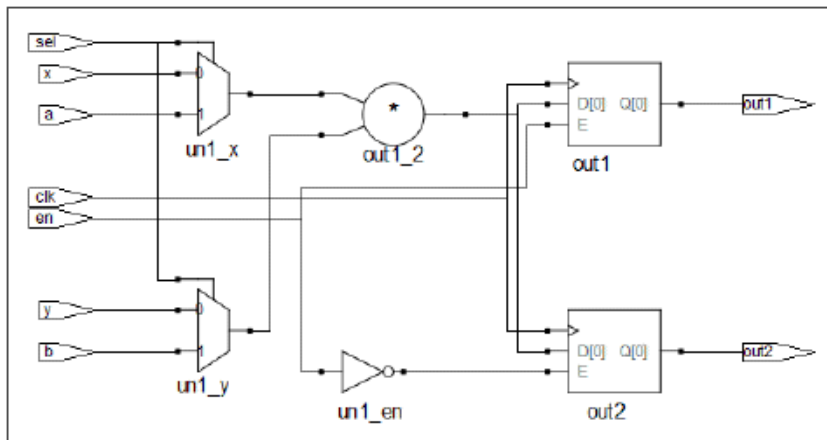 sel
x
0
a
1
un1_x
*
out1_2
D[0] Q[0]
E
out1
out1
clk
en
y
0
b
1
un1_y
un1_en
D[0] Q[0]
E
out2
out2